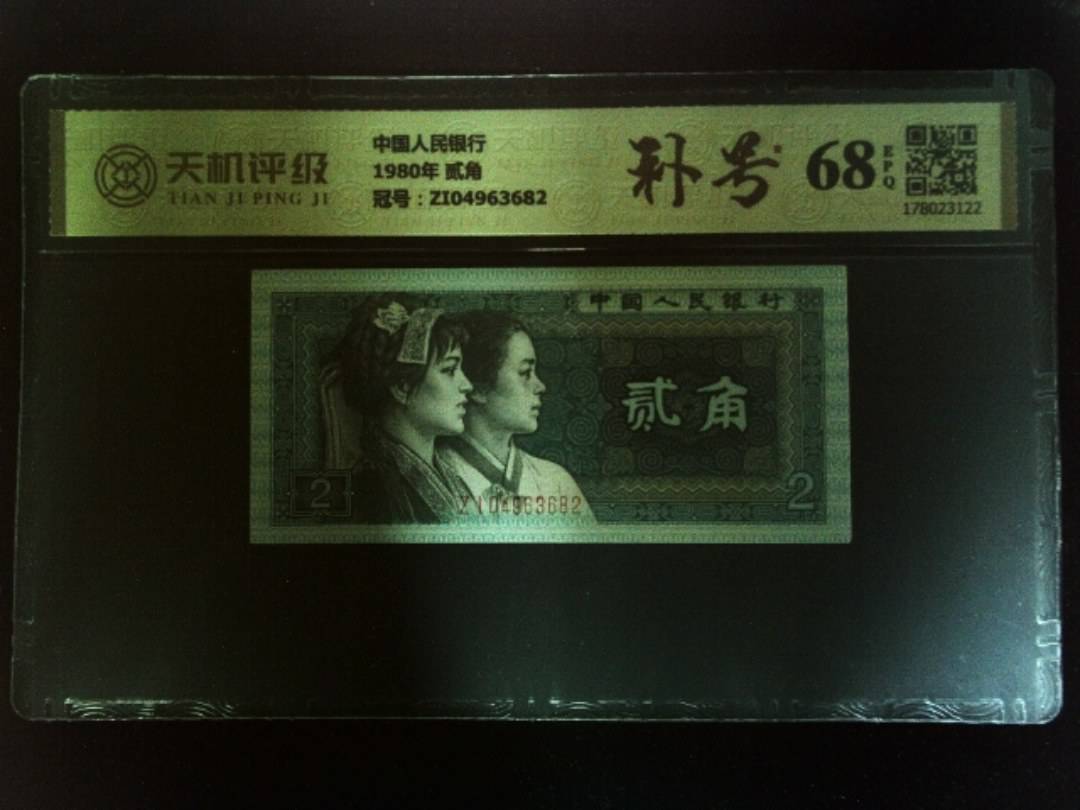 天机评级
TIAN JI PING JI
中国人民银行
1980年 贰角
冠号：ZI04963682
补号
68
EPQ
178023122
中国人民银行
贰角
2
2
ZI04963682